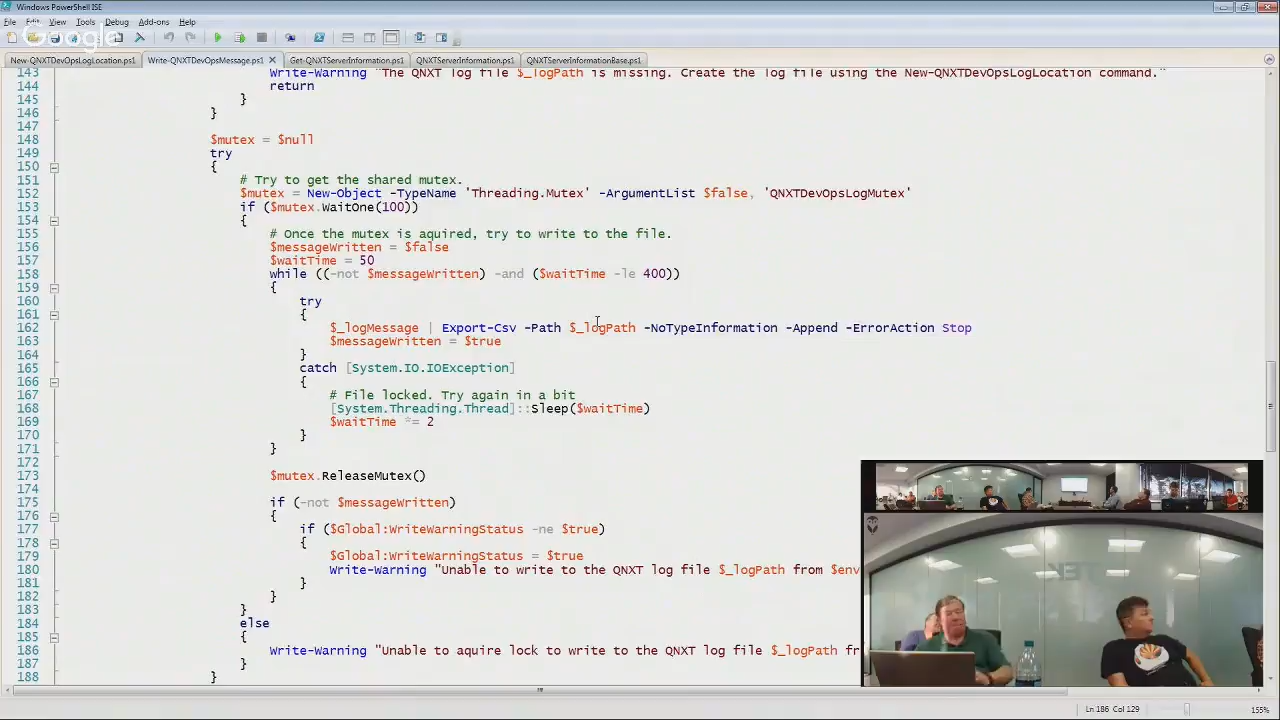 Windows PowerShell ISE
File Edit View Tools Debug Add-ons Help
Google
New-QNXTDevOpsLogLocation.ps1 Write-QNXTDevOpsMessage.ps1 Get-QNXTServerInformation.ps1 QNXTServerInformation.ps1 QNXTServerInformationBase.ps1
143 Write-Warning "The QNXT log file $_logPath is missing. Create the log file using the New-QNXTDevOpsLogLocation command."
144 return
145 }
146 }
147
148 $mutex = $null
149 try
150 {
151 # Try to get the shared mutex.
152 $mutex = New-Object -TypeName 'Threading.Mutex' -ArgumentList $false, 'QNXTDevOpsLogMutex'
153 if ($mutex.WaitOne(100))
154 {
155 # Once the mutex is aquired, try to write to the file.
156 $messageWritten = $false
157 $waitTime = 50
158 while ((-not $messageWritten) -and ($waitTime -le 400))
159 {
160 try
161 {
162 $_logMessage | Export-Csv -Path $_logPath -NoTypeInformation -Append -ErrorAction Stop
163 $messageWritten = $true
164 }
165 catch [System.IO.IOException]
166 {
167 # File locked. Try again in a bit
168 [System.Threading.Thread]::Sleep($waitTime)
169 $waitTime *= 2
170 }
171 }
172
173 $mutex.ReleaseMutex()
174
175 if (-not $messageWritten)
176 {
177 if ($Global:WriteWarningStatus -ne $true)
178 {
179 $Global:WriteWarningStatus = $true
180 Write-Warning "Unable to write to the QNXT log file $_logPath from $env
181 }
182 }
183 }
184 else
185 {
186 Write-Warning "Unable to aquire lock to write to the QNXT log file $_logPath fr
187 }
188 }
Ln 186 Col 129 155%